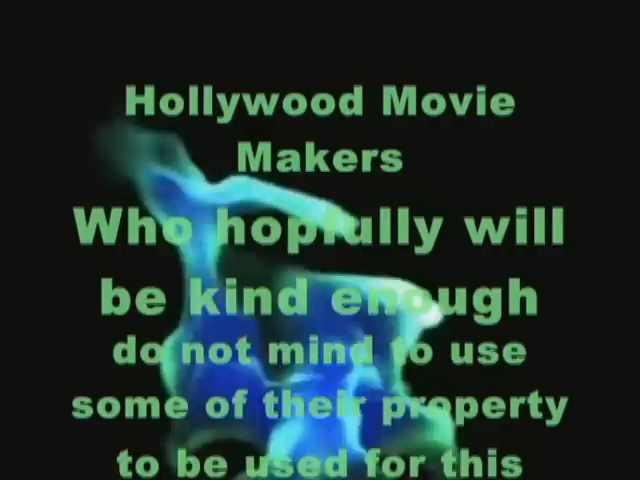 Hollywood Movie
Makers
Who hopfully will
be kind enough
do not mind to use
some of their property
to be used for this